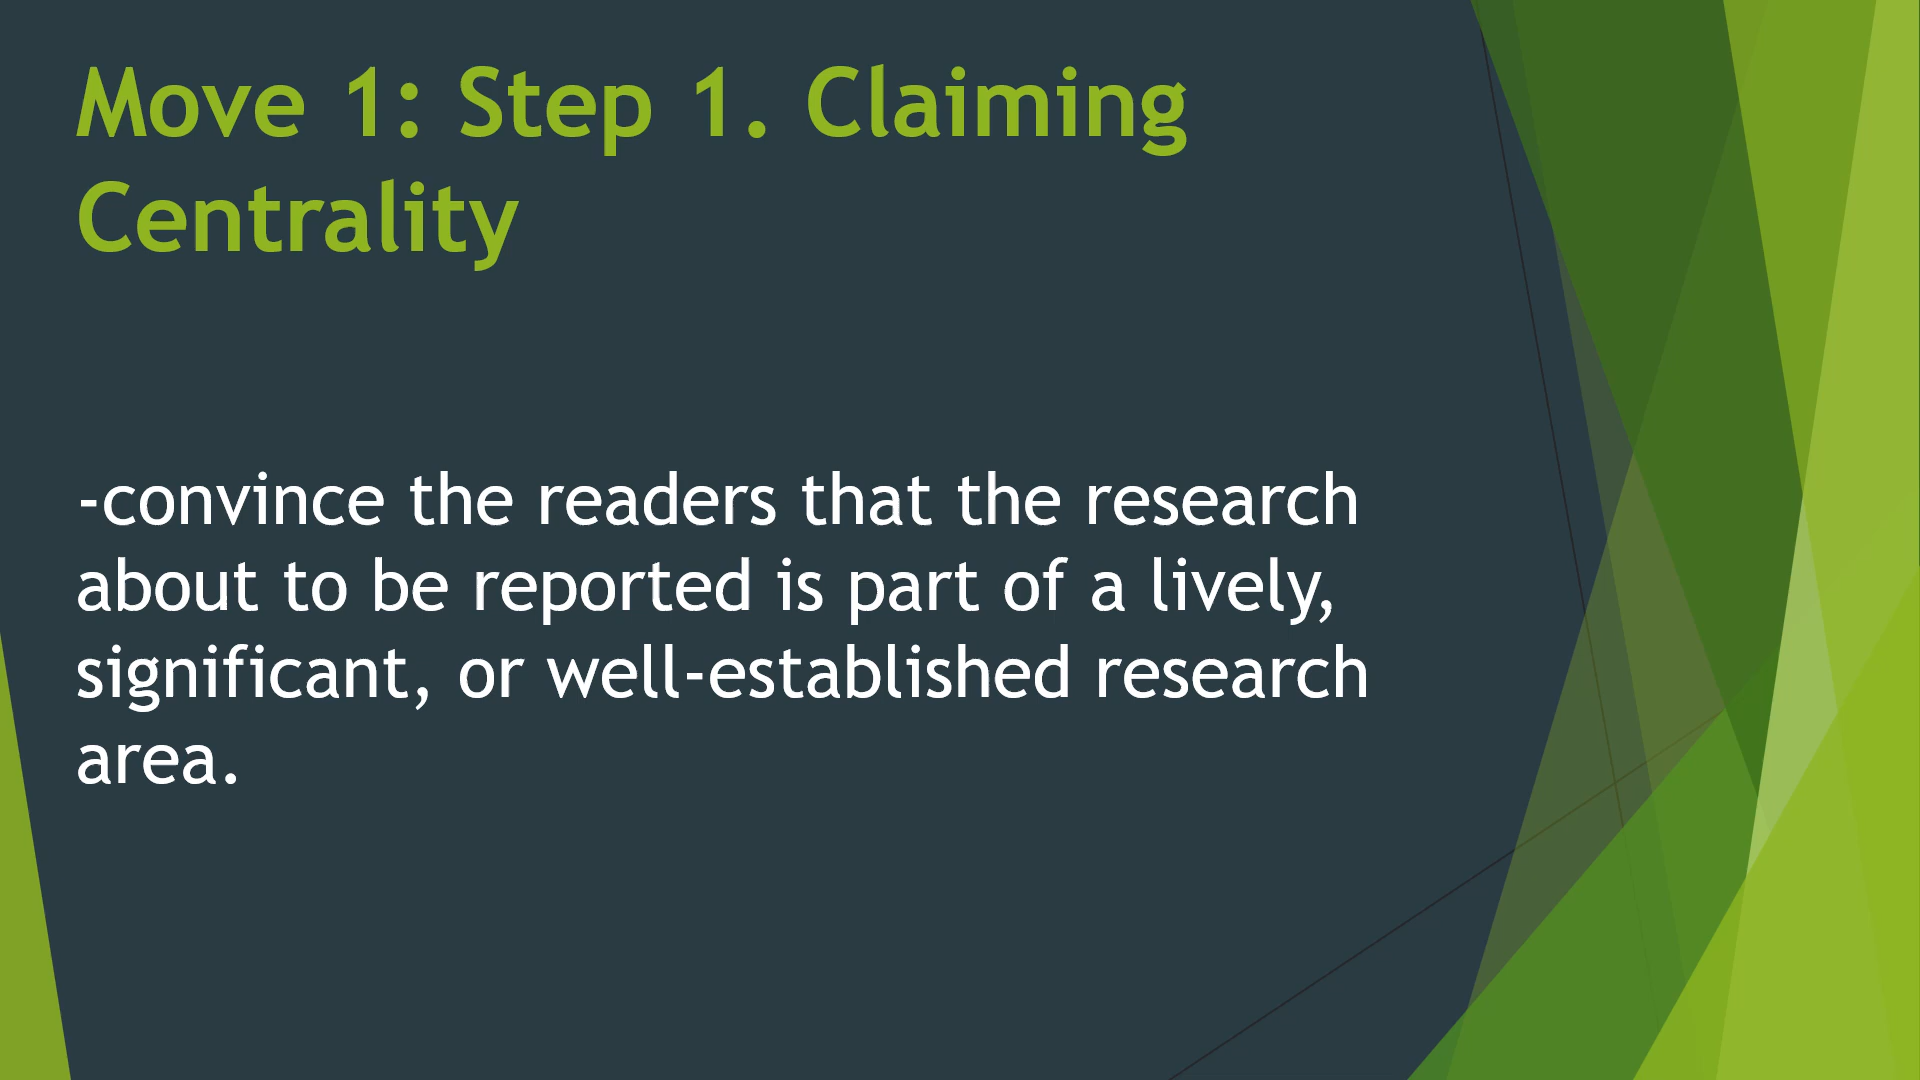 Move 1: Step 1. Claiming
Centrality
-convince the readers that the research
about to be reported is part of a lively,
significant, or well-established research
area.